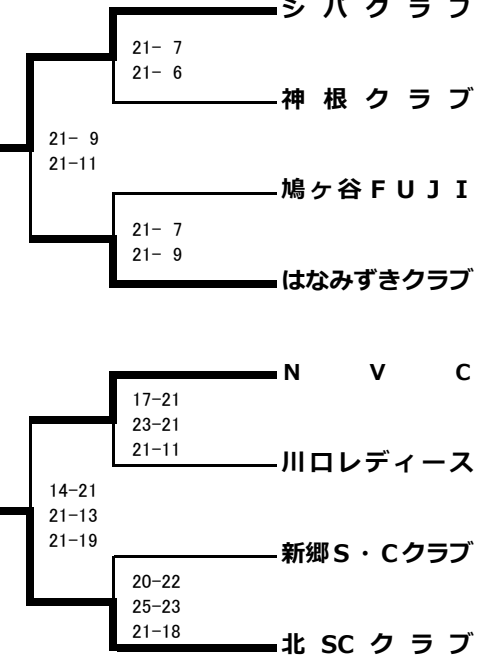 シバクラブ
21- 7
21- 6
神根クラブ
21- 9
21-11
鳩ヶ谷FUJI
21- 7
21- 9
はなみずきクラブ
N V C
17-21
23-21
21-11
川口レディース
14-21
21-13
21-19
新郷S・Cクラブ
20-22
25-23
21-18
北SCクラブ